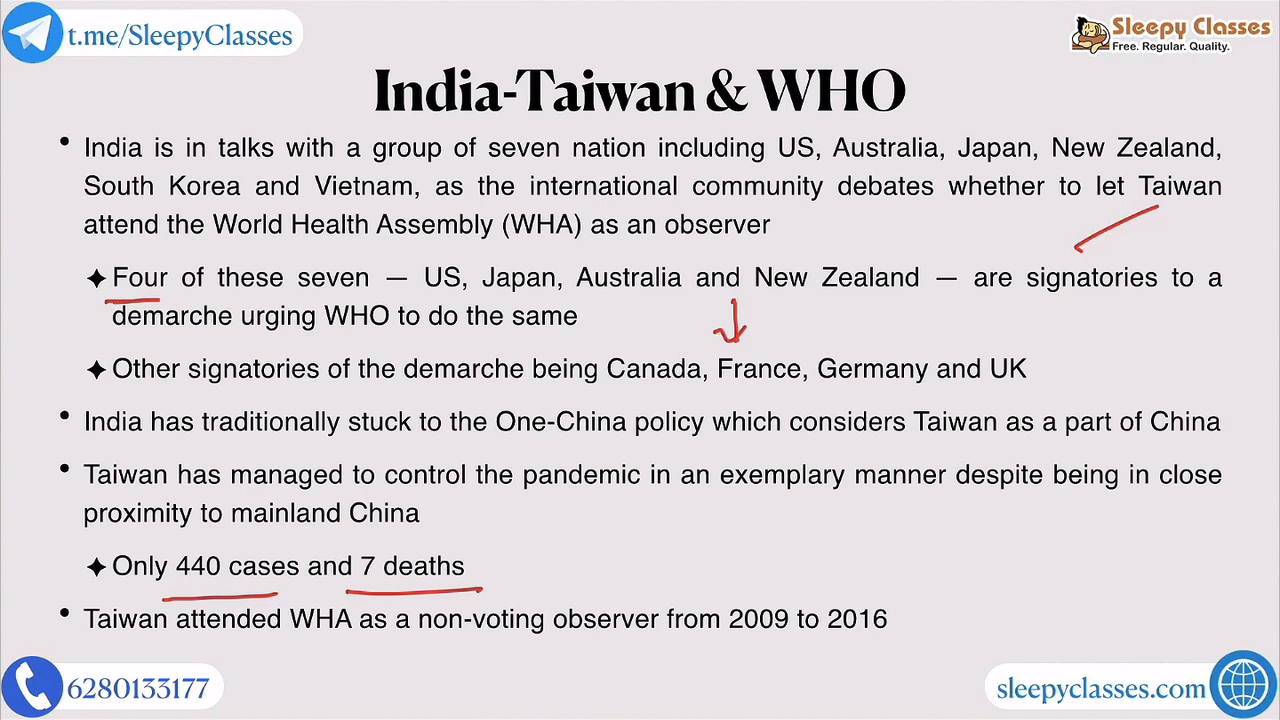 t.me/SleepyClasses
Sleepy Classes
Free. Regular. Quality.
India-Taiwan & WHO
• India is in talks with a group of seven nation including US, Australia, Japan, New Zealand,
South Korea and Vietnam, as the international community debates whether to let Taiwan
attend the World Health Assembly (WHA) as an observer
✦ Four of these seven — US, Japan, Australia and New Zealand — are signatories to a
demarche urging WHO to do the same
✦ Other signatories of the demarche being Canada, France, Germany and UK
• India has traditionally stuck to the One-China policy which considers Taiwan as a part of China
• Taiwan has managed to control the pandemic in an exemplary manner despite being in close
proximity to mainland China
✦ Only 440 cases and 7 deaths
• Taiwan attended WHA as a non-voting observer from 2009 to 2016
6280133177
sleepyclasses.com